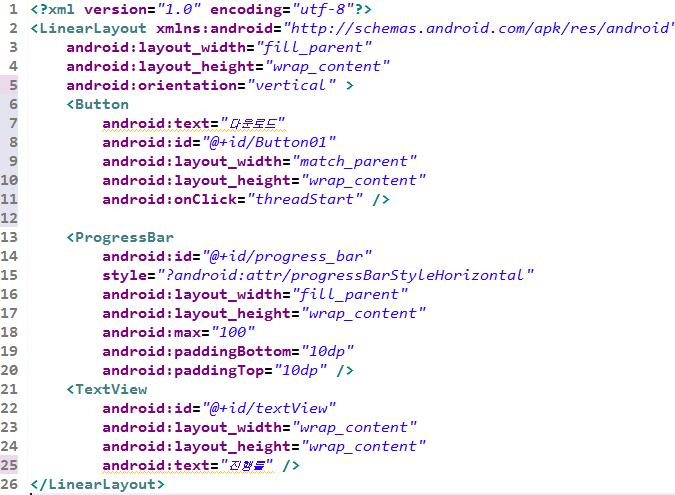 1 <?xml version="1.0" encoding="utf-8"?>
2 <LinearLayout xmlns:android="http://schemas.android.com/apk/res/android"
3 android:layout_width="fill_parent"
4 android:layout_height="wrap_content"
5 android:orientation="vertical" >
6 <Button
7 android:text="다운로드"
8 android:id="@+id/Button01"
9 android:layout_width="match_parent"
10 android:layout_height="wrap_content"
11 android:onClick="threadStart" />
12
13 <ProgressBar
14 android:id="@+id/progress_bar"
15 style="?android:attr/progressBarStyleHorizontal"
16 android:layout_width="fill_parent"
17 android:layout_height="wrap_content"
18 android:max="100"
19 android:paddingBottom="10dp"
20 android:paddingTop="10dp" />
21 <TextView
22 android:id="@+id/textView"
23 android:layout_width="wrap_content"
24 android:layout_height="wrap_content"
25 android:text="진행률" />
26 </LinearLayout>